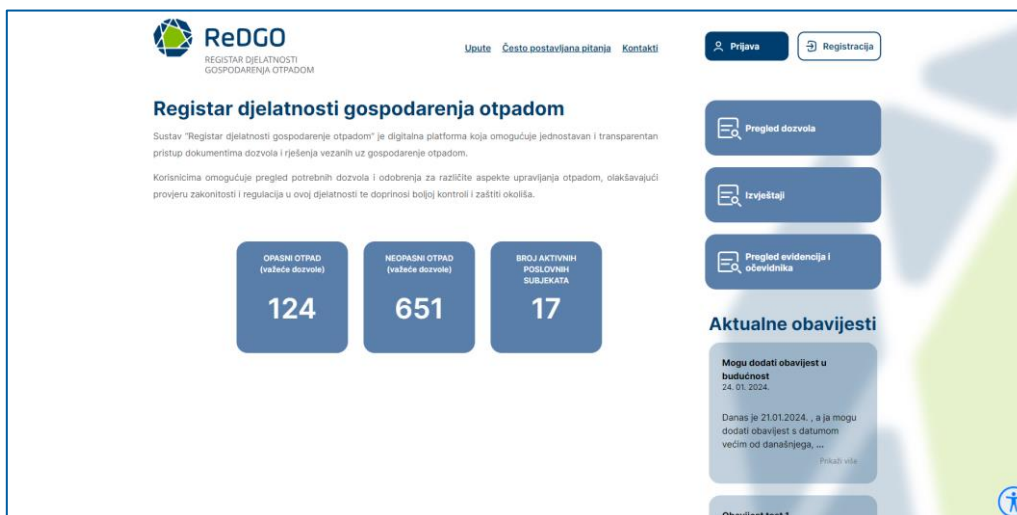 ReDGO
REGISTAR DJELATNOSTI
GOSPODARENJA OTPADOM
Upute Često postavljana pitanja Kontakti
Prijava
Registracija
Registar djelatnosti gospodarenja otpadom
Sustav "Registar djelatnosti gospodarenje otpadom" je digitalna platforma koja omogućuje jednostavan i transparentan
pristup dokumentima dozvola i rješenja vezanih uz gospodarenje otpadom.
Korisnicima omogućuje pregled potrebnih dozvola i odobrenja za različite aspekte upravljanja otpadom, olakšavajući
provjeru zakonitosti i regulacija u ovoj djelatnosti te doprinosi boljoj kontroli i zaštiti okoliša.
OPASNI OTPAD
(važeće dozvole)
124
NEOPASNI OTPAD
(važeće dozvole)
651
BROJ AKTIVNIH
POSLOVNIH
SUBJEKATA
17
Pregled dozvola
Izvještaji
Pregled evidencija i
očevidnika
Aktualne obavijesti
Mogu dodati obavijest u
budućnost
24. 01. 2024.
Danas je 21.01.2024. , a ja mogu
dodati obavijest s datumom
većim od današnjega, ...
Prikaži više
Obavijest test 1